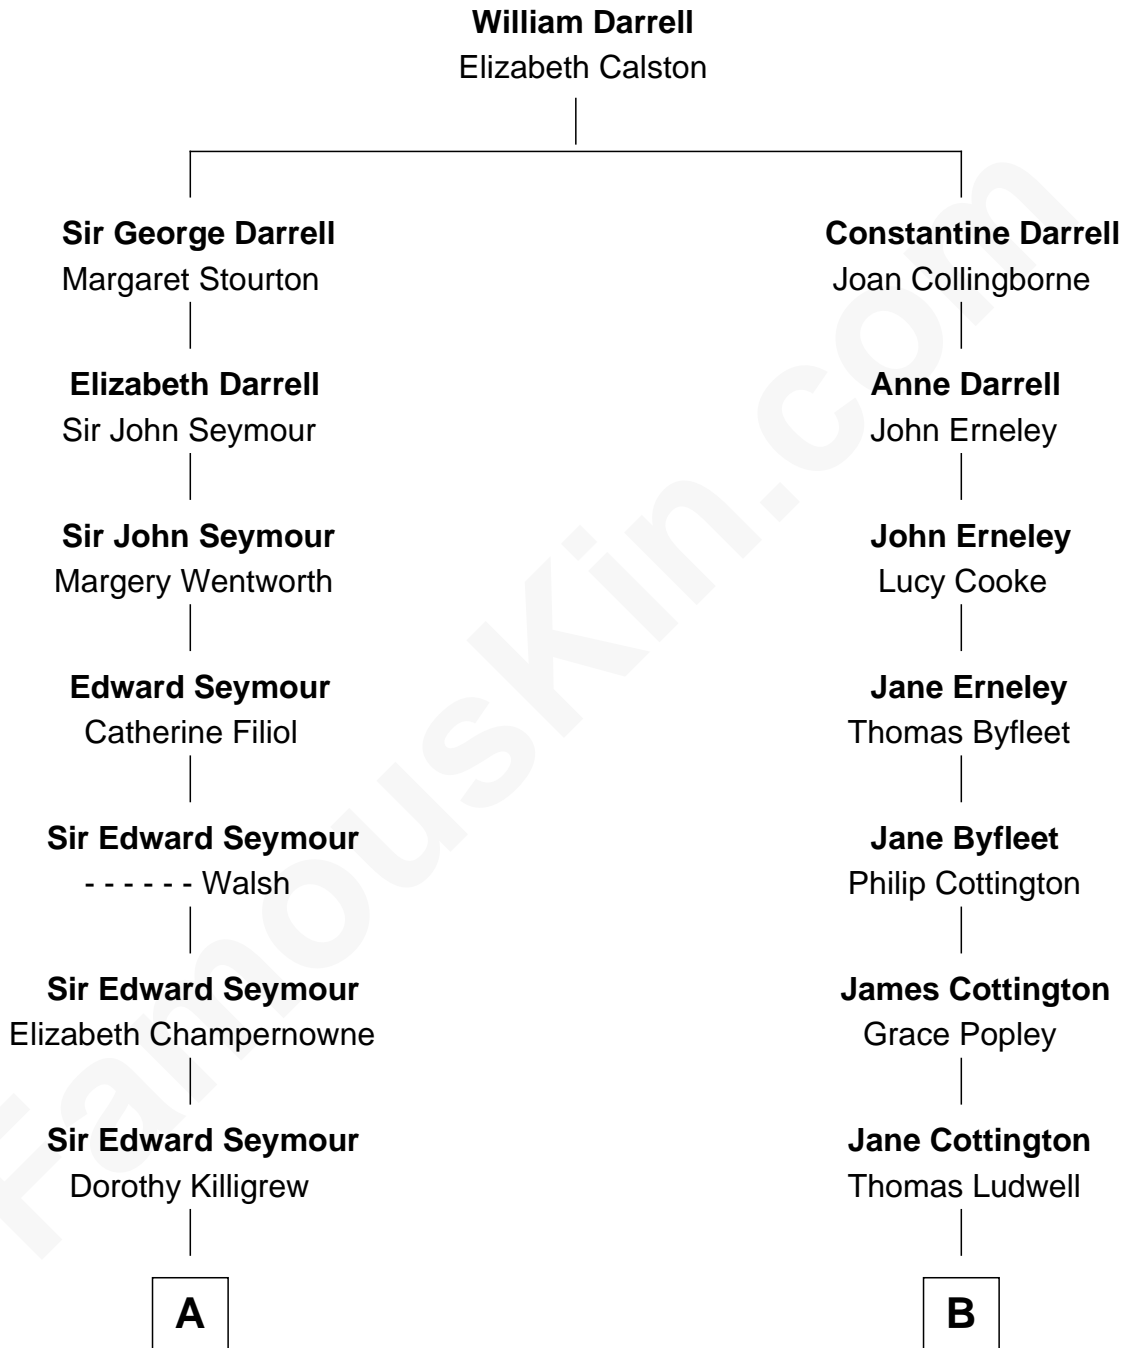 William Darrell
Elizabeth Calston
Sir George Darrell
Margaret Stourton
Constantine Darrell
Joan Collingborne
Elizabeth Darrell
Sir John Seymour
Anne Darrell
John Erneley
Sir John Seymour
Margery Wentworth
John Erneley
Lucy Cooke
Edward Seymour
Catherine Filiol
Jane Erneley
Thomas Byfleet
Sir Edward Seymour
- - - - - - Walsh
Jane Byfleet
Philip Cottington
Sir Edward Seymour
Elizabeth Champernowne
James Cottington
Grace Popley
Sir Edward Seymour
Dorothy Killigrew
Jane Cottington
Thomas Ludwell
A
B
FamousKin.com